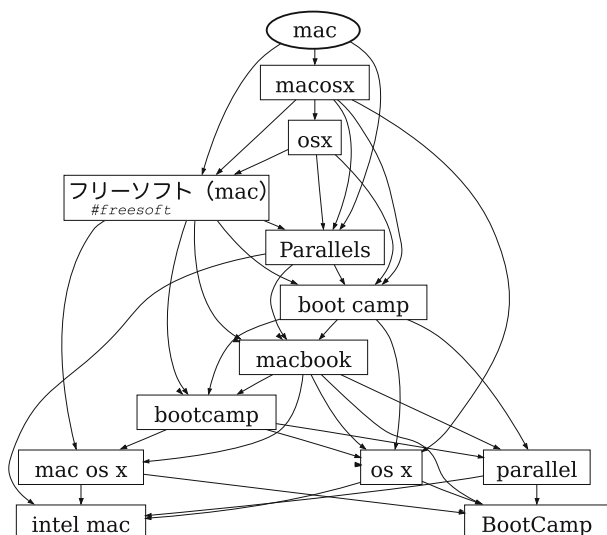 mac
macosx
osx
フリーソフト（mac）
#freesoft
Parallels
boot camp
macbook
bootcamp
mac os x
os x
parallel
intel mac
BootCamp